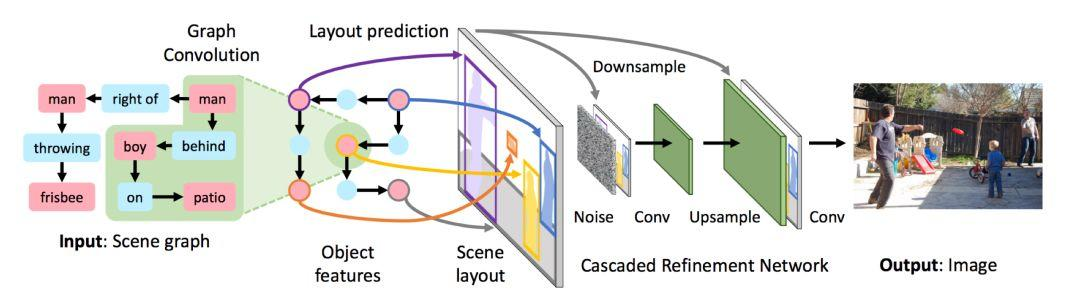 Graph
Convolution
Layout prediction
Downsample
man
right of
man
throwing
boy
behind
frisbee
on
patio
Input: Scene graph
Object
features
Scene
layout
Noise
Conv
Upsample
Conv
Cascaded Refinement Network
Output: Image